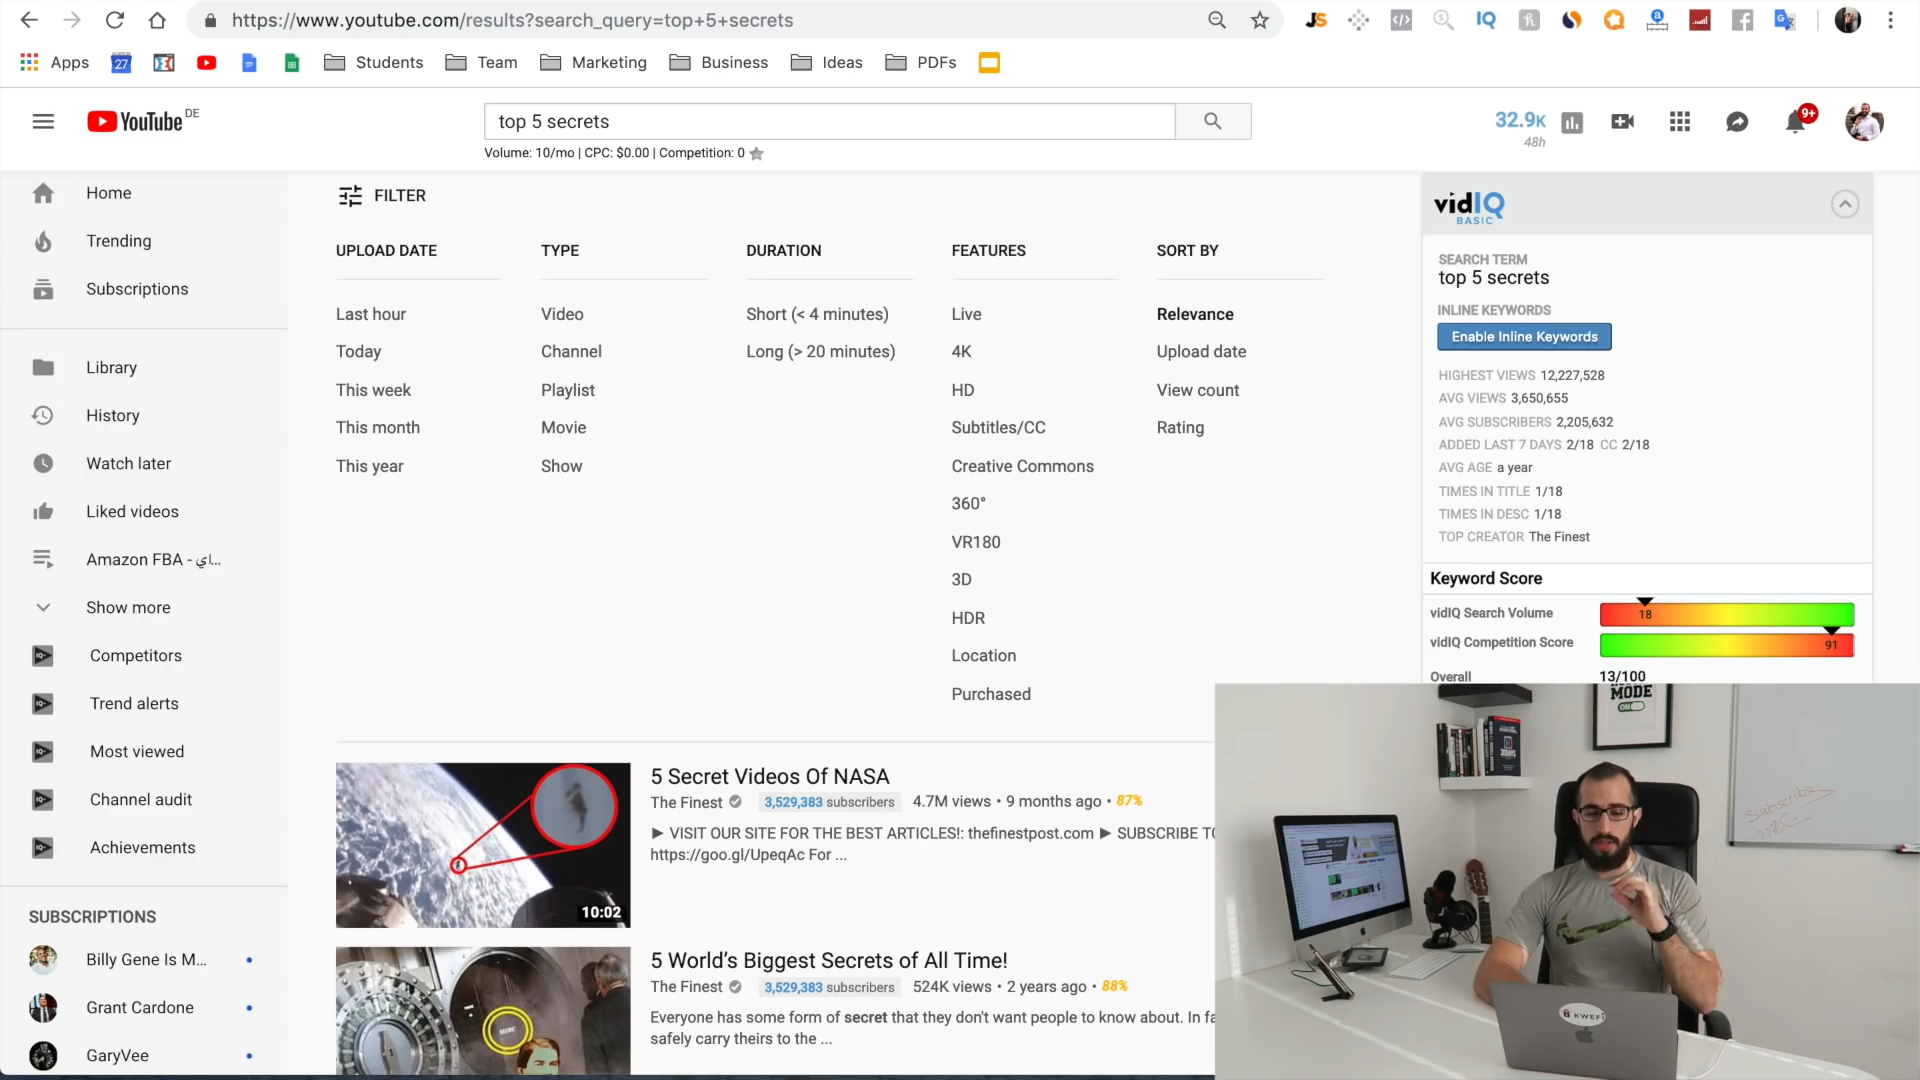 https://www.youtube.com/results?search_query=top+5+secrets
Apps
27
Students
Team
Marketing
Business
Ideas
PDFs
YouTube DE
top 5 secrets
Volume: 10/mo | CPC: $0.00 | Competition: 0
32.9K
48h
9+
Home
Trending
Subscriptions
Library
History
Watch later
Liked videos
Amazon FBA - اي...
Show more
Competitors
Trend alerts
Most viewed
Channel audit
Achievements
SUBSCRIPTIONS
Billy Gene Is M...
Grant Cardone
GaryVee
FILTER
UPLOAD DATE
Last hour
Today
This week
This month
This year
TYPE
Video
Channel
Playlist
Movie
Show
DURATION
Short (< 4 minutes)
Long (> 20 minutes)
FEATURES
Live
4K
HD
Subtitles/CC
Creative Commons
360°
VR180
3D
HDR
Location
Purchased
SORT BY
Relevance
Upload date
View count
Rating
5 Secret Videos Of NASA
The Finest 3,529,383 subscribers 4.7M views • 9 months ago • 87%
► VISIT OUR SITE FOR THE BEST ARTICLES!: thefinestpost.com ► SUBSCRIBE TO
https://goo.gl/UpeqAc For ...
10:02
5 World's Biggest Secrets of All Time!
The Finest 3,529,383 subscribers 524K views • 2 years ago • 88%
Everyone has some form of secret that they don't want people to know about. In fa
safely carry theirs to the ...
SECRET
vidIQ
BASIC
SEARCH TERM
top 5 secrets
INLINE KEYWORDS
Enable Inline Keywords
HIGHEST VIEWS 12,227,528
AVG VIEWS 3,650,655
AVG SUBSCRIBERS 2,205,632
ADDED LAST 7 DAYS 2/18 CC 2/18
AVG AGE a year
TIMES IN TITLE 1/18
TIMES IN DESC 1/18
TOP CREATOR The Finest
Keyword Score
vidIQ Search Volume 18
vidIQ Competition Score 91
Overall 13/100
MODE
ON
Subscribe
KWEFI